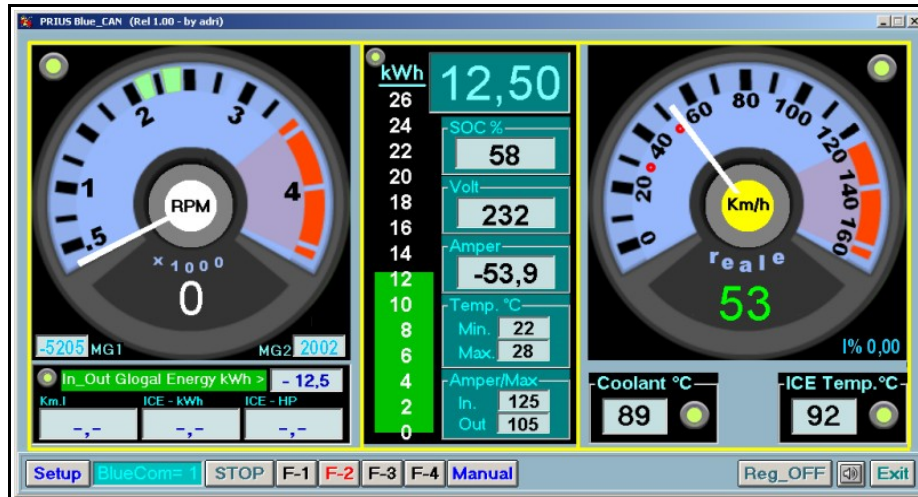 PRIUS Blue_CAN (Rel 1.00 - by adri)
.5 1 2 3 4
RPM
x 1000
0
-5205 MG1
MG2 2002
In_Out Glogal Energy kWh >
- 12,5
Km.l ICE - kWh ICE - HP
-,- -,- -,-
kWh
26
24
22
20
18
16
14
12
10
8
6
4
2
0
12,50
SOC %
58
Volt
232
Amper
-53,9
Temp. °C
Min. 22
Max. 28
Amper/Max
In. 125
Out 105
0 20 40 60 80 100 120 140 160
Km/h
reale
53
I% 0,00
Coolant °C
89
ICE Temp.°C
92
Setup BlueCom= 1 STOP F-1 F-2 F-3 F-4 Manual Reg_OFF Exit